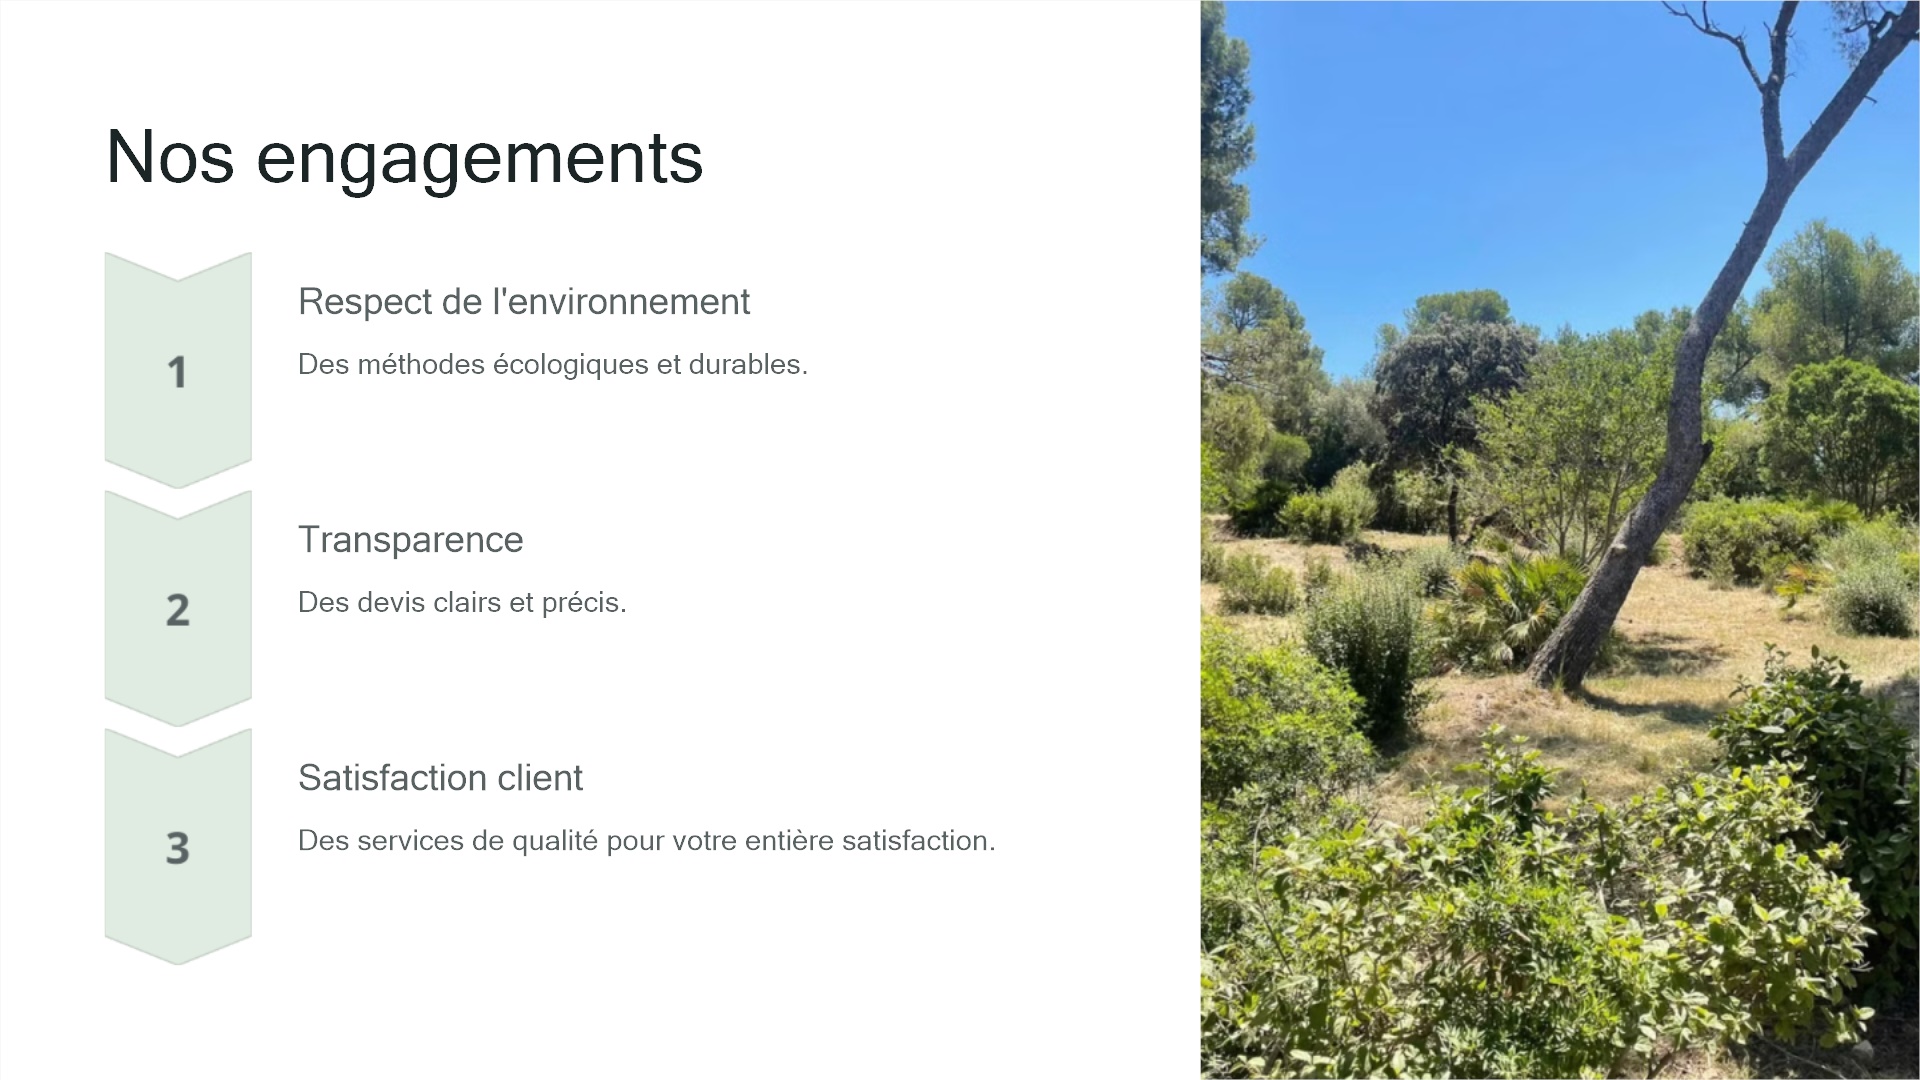 Nos engagements
1
Respect de l'environnement
Des méthodes écologiques et durables.
2
Transparence
Des devis clairs et précis.
3
Satisfaction client
Des services de qualité pour votre entière satisfaction.